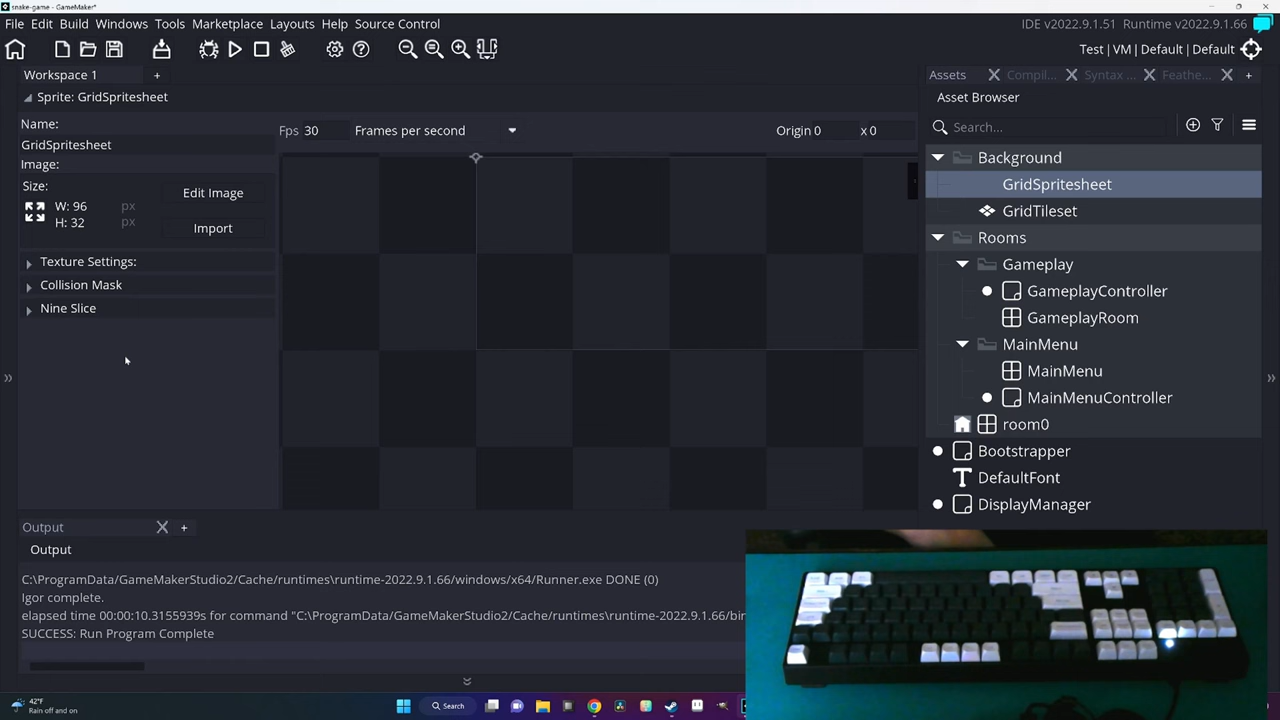 snake-game - GameMaker*
File Edit Build Windows Tools Marketplace Layouts Help Source Control
IDE v2022.9.1.51 Runtime v2022.9.1.66
Test | VM | Default | Default
Workspace 1 +
Sprite: GridSpritesheet
Name:
GridSpritesheet
Image:
Size:
W: 96 px
H: 32 px
Edit Image
Import
Texture Settings:
Collision Mask
Nine Slice
Fps 30 Frames per second
Origin 0 x 0
Assets Compil... Syntax ... Feathe... +
Asset Browser
Search...
Background
GridSpritesheet
GridTileset
Rooms
Gameplay
GameplayController
GameplayRoom
MainMenu
MainMenu
MainMenuController
room0
Bootstrapper
DefaultFont
DisplayManager
Output +
Output
C:\ProgramData/GameMakerStudio2/Cache/runtimes\runtime-2022.9.1.66/windows/x64/Runner.exe DONE (0)
Igor complete.
elapsed time 00:00:10.3155939s for command "C:\ProgramData/GameMakerStudio2/Cache/runtimes\runtime-2022.9.1.66/bin
SUCCESS: Run Program Complete
42°F
Rain off and on
Search